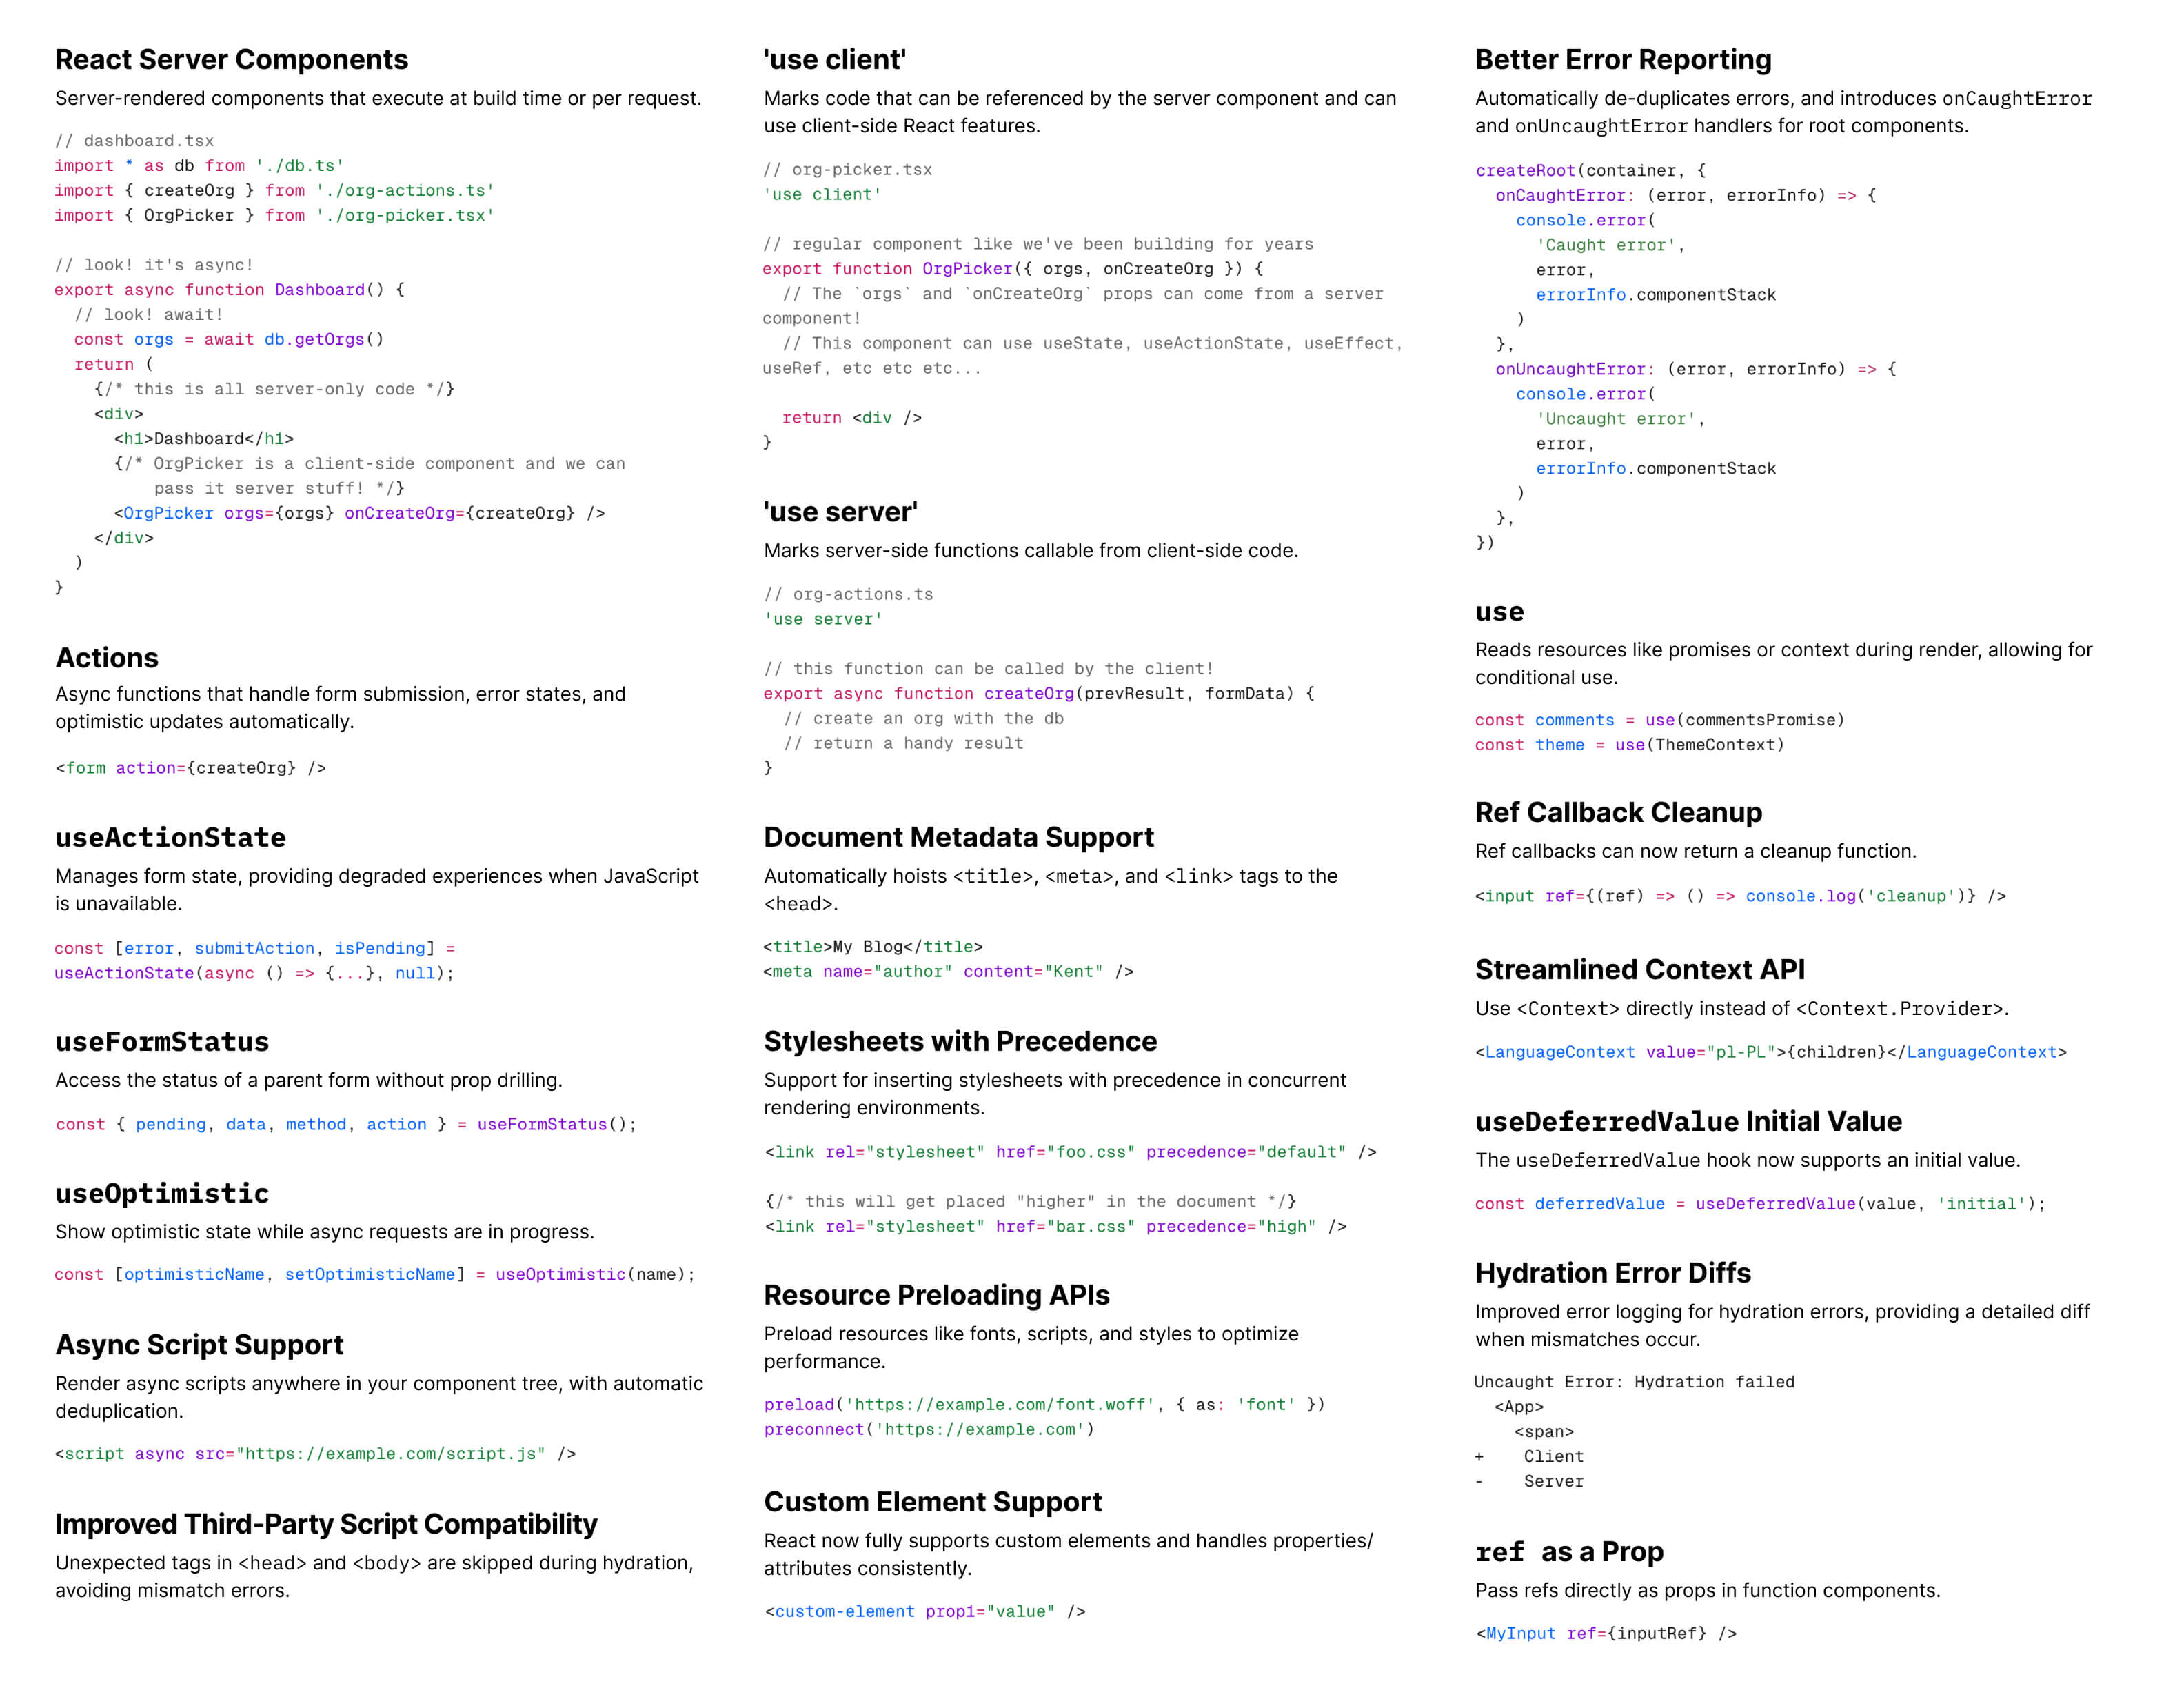 React Server Components
Server-rendered components that execute at build time or per request.
// dashboard.tsx
import * as db from './db.ts'
import { createOrg } from './org-actions.ts'
import { OrgPicker } from './org-picker.tsx'
// look! it's async!
export async function Dashboard() {
  // look! await!
  const orgs = await db.getOrgs()
  return (
    {/* this is all server-only code */}
    <div>
      <h1>Dashboard</h1>
      {/* OrgPicker is a client-side component and we can
          pass it server stuff! */}
      <OrgPicker orgs={orgs} onCreateOrg={createOrg} />
    </div>
  )
}
Actions
Async functions that handle form submission, error states, and
optimistic updates automatically.
<form action={createOrg} />
useActionState
Manages form state, providing degraded experiences when JavaScript
is unavailable.
const [error, submitAction, isPending] =
useActionState(async () => {...}, null);
useFormStatus
Access the status of a parent form without prop drilling.
const { pending, data, method, action } = useFormStatus();
useOptimistic
Show optimistic state while async requests are in progress.
const [optimisticName, setOptimisticName] = useOptimistic(name);
Async Script Support
Render async scripts anywhere in your component tree, with automatic
deduplication.
<script async src="https://example.com/script.js" />
Improved Third-Party Script Compatibility
Unexpected tags in <head> and <body> are skipped during hydration,
avoiding mismatch errors.
'use client'
Marks code that can be referenced by the server component and can
use client-side React features.
// org-picker.tsx
'use client'
// regular component like we've been building for years
export function OrgPicker({ orgs, onCreateOrg }) {
  // The `orgs` and `onCreateOrg` props can come from a server
component!
  // This component can use useState, useActionState, useEffect,
useRef, etc etc etc...
  return <div />
}
'use server'
Marks server-side functions callable from client-side code.
// org-actions.ts
'use server'
// this function can be called by the client!
export async function createOrg(prevResult, formData) {
  // create an org with the db
  // return a handy result
}
Document Metadata Support
Automatically hoists <title>, <meta>, and <link> tags to the
<head>.
<title>My Blog</title>
<meta name="author" content="Kent" />
Stylesheets with Precedence
Support for inserting stylesheets with precedence in concurrent
rendering environments.
<link rel="stylesheet" href="foo.css" precedence="default" />
{/* this will get placed "higher" in the document */}
<link rel="stylesheet" href="bar.css" precedence="high" />
Resource Preloading APIs
Preload resources like fonts, scripts, and styles to optimize
performance.
preload('https://example.com/font.woff', { as: 'font' })
preconnect('https://example.com')
Custom Element Support
React now fully supports custom elements and handles properties/
attributes consistently.
<custom-element prop1="value" />
Better Error Reporting
Automatically de-duplicates errors, and introduces onCaughtError
and onUncaughtError handlers for root components.
createRoot(container, {
  onCaughtError: (error, errorInfo) => {
    console.error(
      'Caught error',
      error,
      errorInfo.componentStack
    )
  },
  onUncaughtError: (error, errorInfo) => {
    console.error(
      'Uncaught error',
      error,
      errorInfo.componentStack
    )
  },
})
use
Reads resources like promises or context during render, allowing for
conditional use.
const comments = use(commentsPromise)
const theme = use(ThemeContext)
Ref Callback Cleanup
Ref callbacks can now return a cleanup function.
<input ref={(ref) => () => console.log('cleanup')} />
Streamlined Context API
Use <Context> directly instead of <Context.Provider>.
<LanguageContext value="pl-PL">{children}</LanguageContext>
useDeferredValue Initial Value
The useDeferredValue hook now supports an initial value.
const deferredValue = useDeferredValue(value, 'initial');
Hydration Error Diffs
Improved error logging for hydration errors, providing a detailed diff
when mismatches occur.
Uncaught Error: Hydration failed
  <App>
    <span>
+    Client
-    Server
ref as a Prop
Pass refs directly as props in function components.
<MyInput ref={inputRef} />